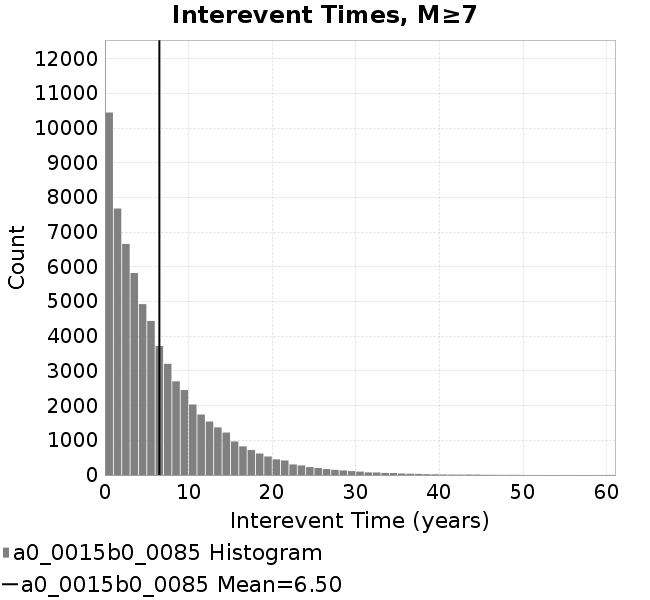 Interevent Times, M≥7
12000
11000
10000
9000
8000
7000
6000
5000
4000
3000
2000
1000
0
Count
0 10 20 30 40 50 60
Interevent Time (years)
a0_0015b0_0085 Histogram
a0_0015b0_0085 Mean=6.50